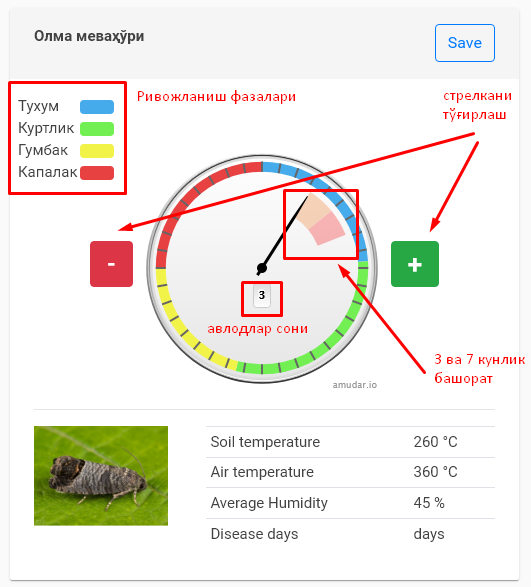 Олма меваҳўри
Save
Тухум
Куртлик
Гумбак
Капалак
Ривожланиш фазалари
стрелкани
тўғирлаш
-
+
3
авлодлар сони
3 ва 7 кунлик
башорат
amudar.io
Soil temperature 260 °C
Air temperature 360 °C
Average Humidity 45 %
Disease days days